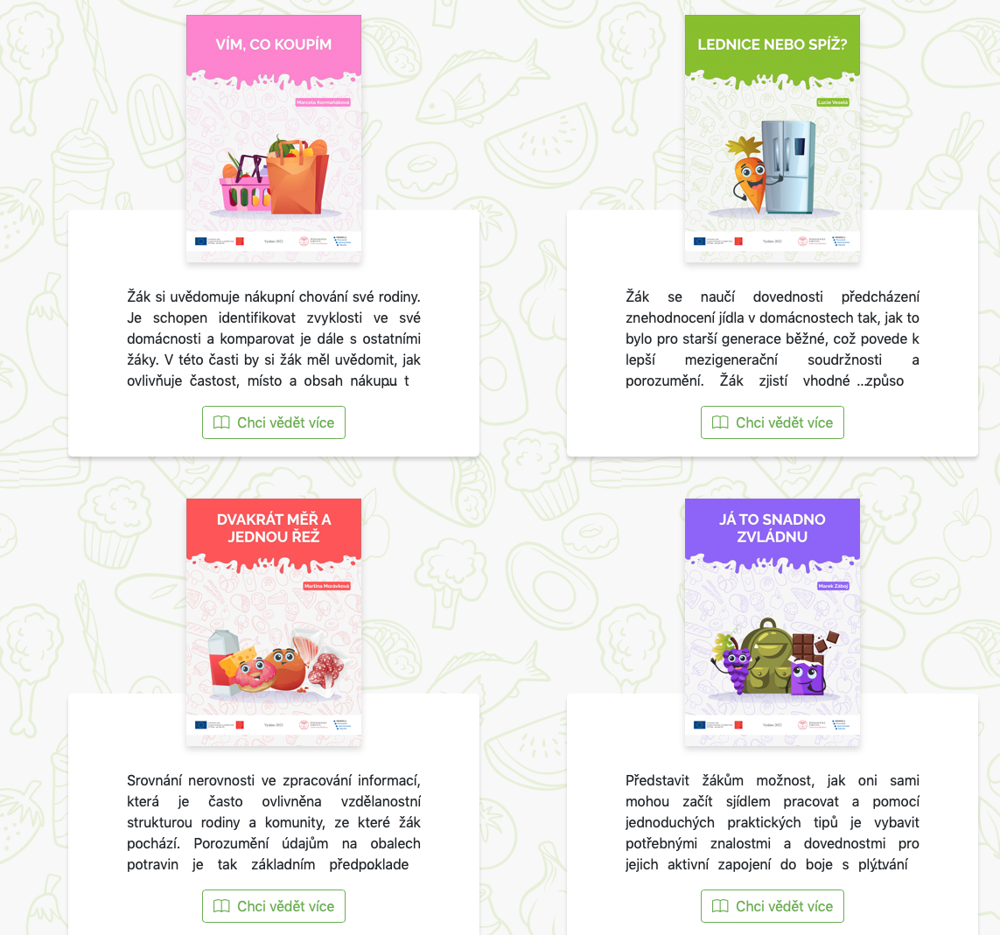 VÍM, CO KOUPÍM
Marcela Kormaňáková
Vydáno 2022
Žák si uvědomuje nákupní chování své rodiny.
Je schopen identifikovat zvyklosti ve své
domácnosti a komparovat je dále s ostatními
žáky. V této časti by si žák měl uvědomit, jak
ovlivňuje častost, místo a obsah nákupu t
Chci vědět více
LEDNICE NEBO SPÍŽ?
Lucie Veselá
Vydáno 2022
Žák se naučí dovednosti předcházení
znehodnocení jídla v domácnostech tak, jak to
bylo pro starší generace běžné, což povede k
lepší mezigenerační soudržnosti a
porozumění. Žák zjistí vhodné ...způso
Chci vědět více
DVAKRÁT MĚŘ A
JEDNOU ŘEŽ
Martina Morávková
Vydáno 2022
Srovnání nerovnosti ve zpracování informací,
která je často ovlivněna vzdělanostní
strukturou rodiny a komunity, ze které žák
pochází. Porozumění údajům na obalech
potravin je tak základním předpoklade
Chci vědět více
JÁ TO SNADNO
ZVLÁDNU
Marek Záboj
Vydáno 2022
Představit žákům možnost, jak oni sami
mohou začít sjídlem pracovat a pomocí
jednoduchých praktických tipů je vybavit
potřebnými znalostmi a dovednostmi pro
jejich aktivní zapojení do boje s plýtvání
Chci vědět více